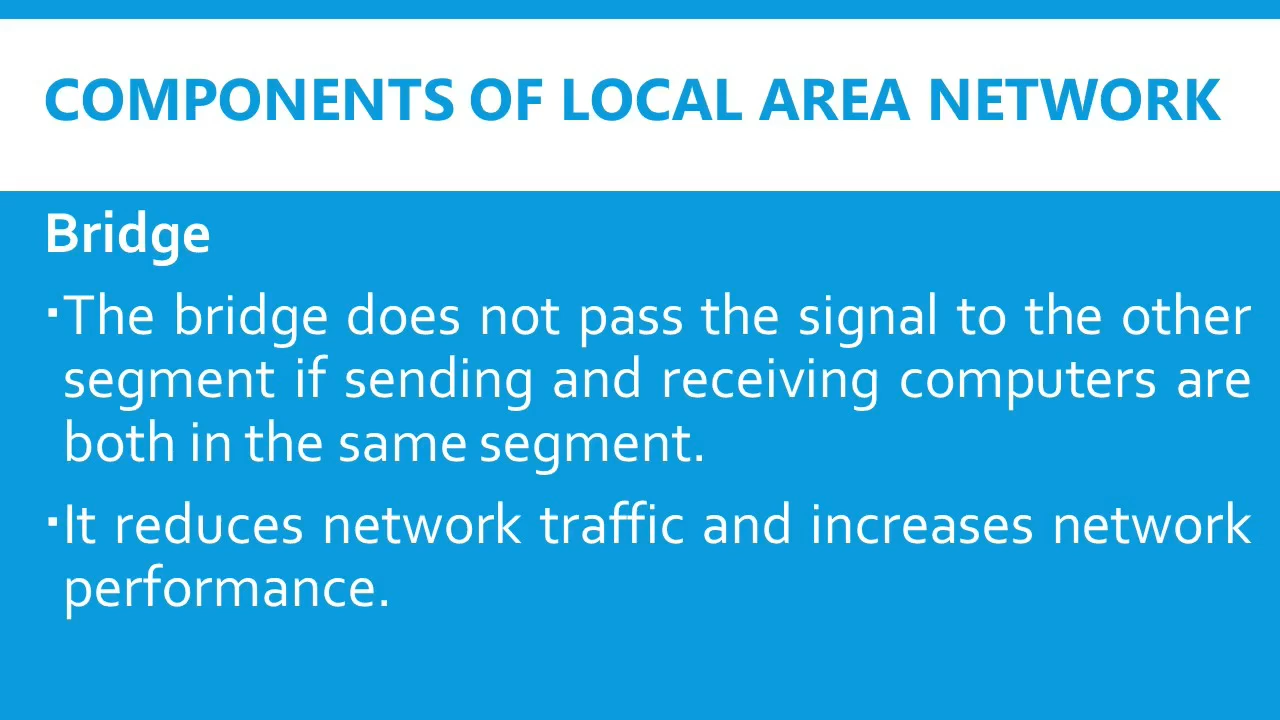 COMPONENTS OF LOCAL AREA NETWORK
Bridge
▪The bridge does not pass the signal to the other
segment if sending and receiving computers are
both in the same segment.
▪It reduces network traffic and increases network
performance.